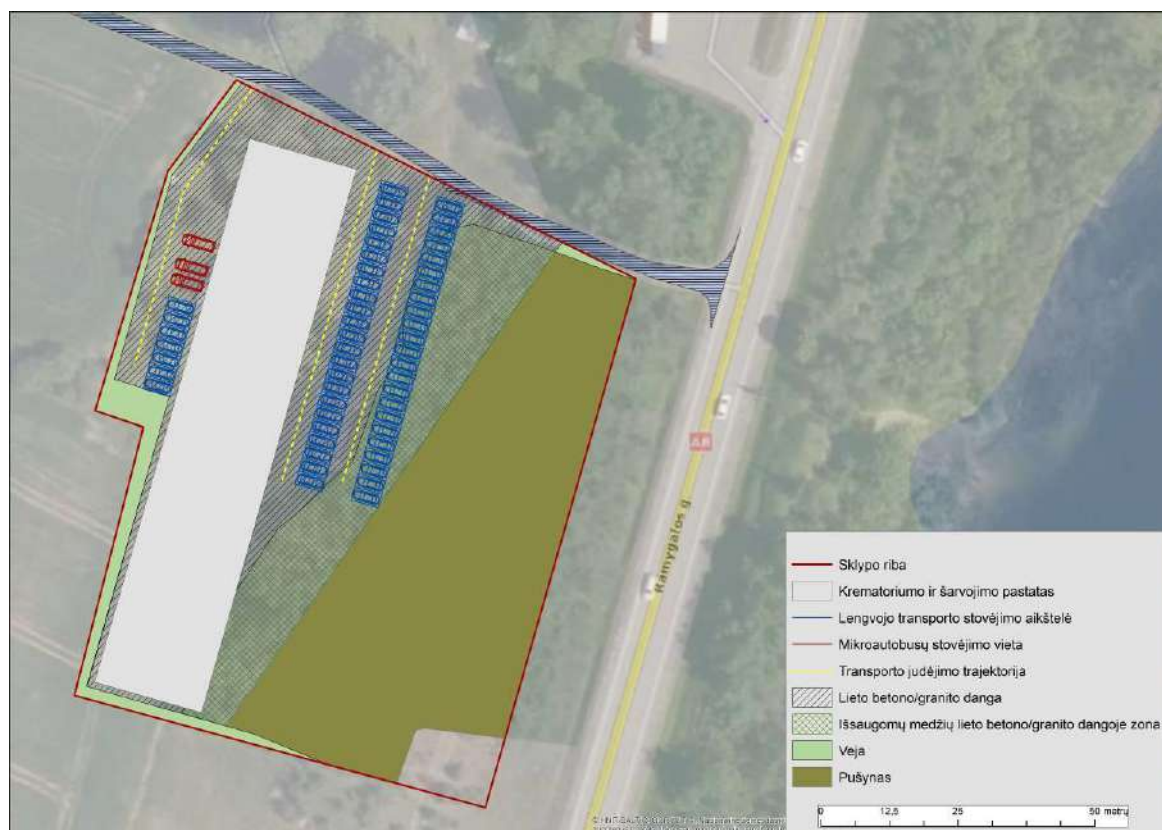 Ramygalos g.
Sklypo riba
Krematoriumo ir šarvojimo pastatas
Lengvojo transporto stovėjimo aikštelė
Mikroautobusų stovėjimo vieta
Transporto judėjimo trajektorija
Lieto betono/granito danga
Išsaugomų medžių lieto betono/granito dangoje zona
Veja
Pušynas
0 12,5 25 50 metrų